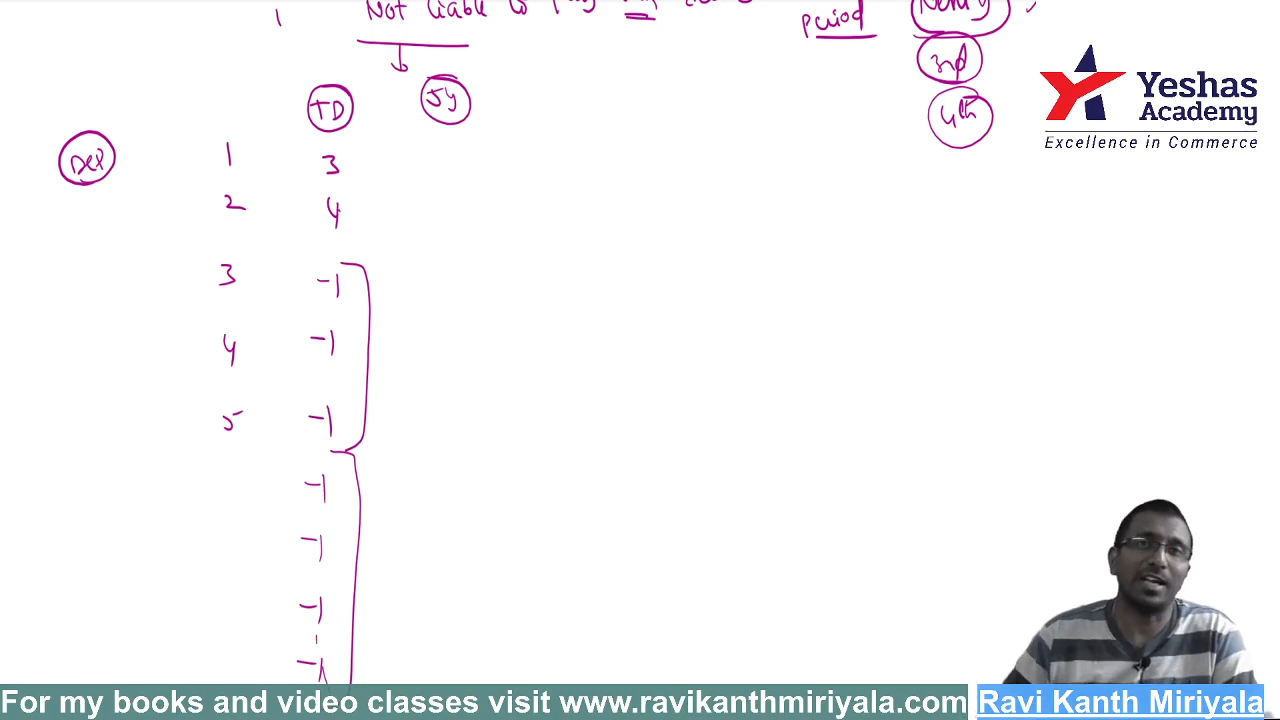 Not liable to pay
period
3rd
4th
Yeshas
Academy
Excellence in Commerce
TD
5y
Dep
1 3
2 4
3 -1
4 -1
5 -1
-1
-1
-1
-1
For my books and video classes visit www.ravikanthmiriyala.com Ravi Kanth Miriyala